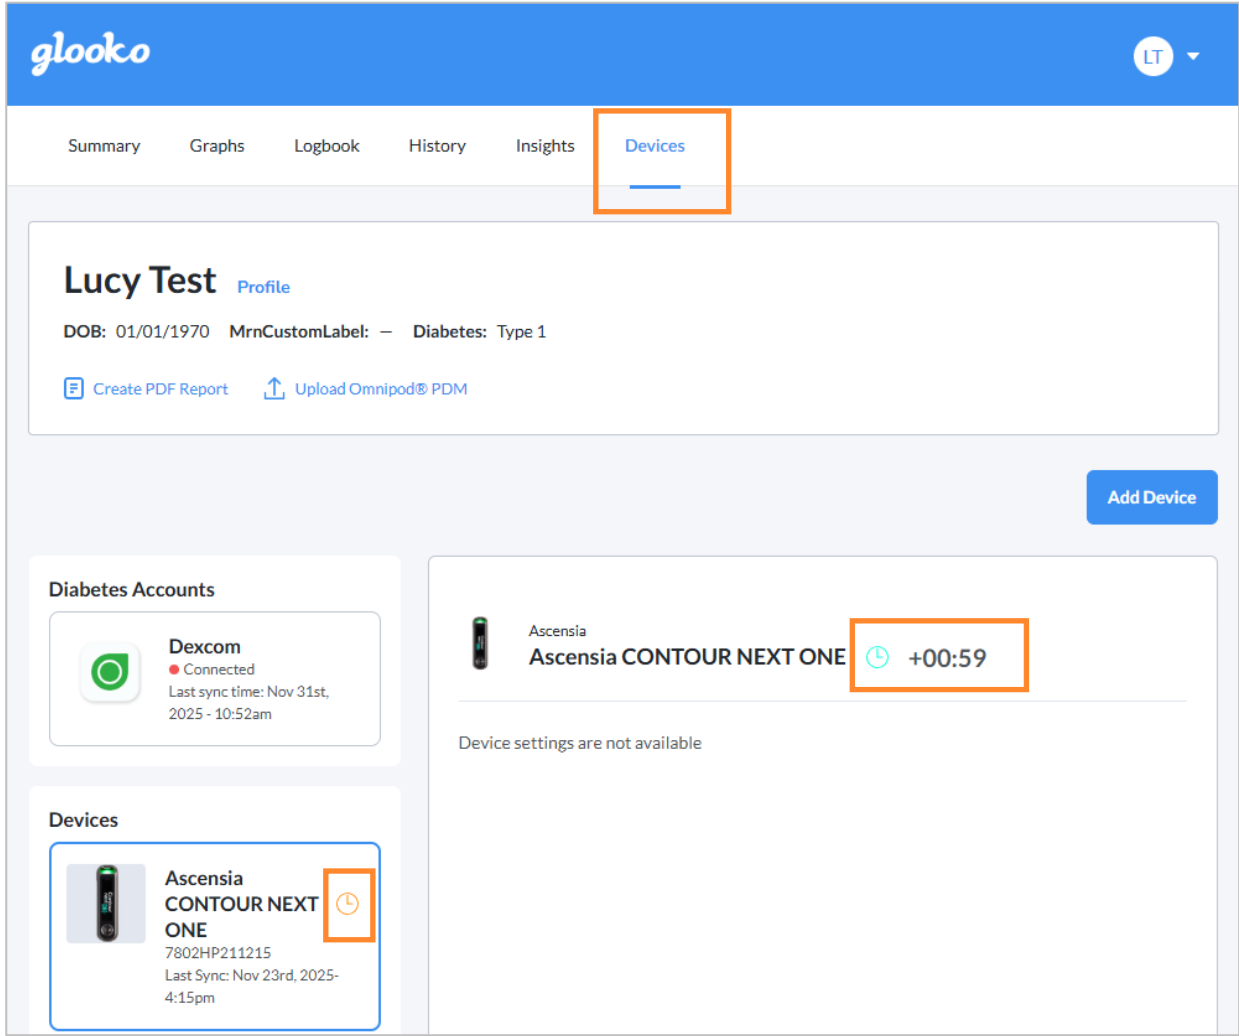 glooko
LT
Summary Graphs Logbook History Insights Devices
Lucy Test Profile
DOB: 01/01/1970 MrnCustomLabel: — Diabetes: Type 1
Create PDF Report Upload Omnipod® PDM
Add Device
Diabetes Accounts
Dexcom
Connected
Last sync time: Nov 31st,
2025 - 10:52am
Ascensia
Ascensia CONTOUR NEXT ONE +00:59
Device settings are not available
Devices
Ascensia
CONTOUR NEXT
ONE
7802HP211215
Last Sync: Nov 23rd, 2025-
4:15pm